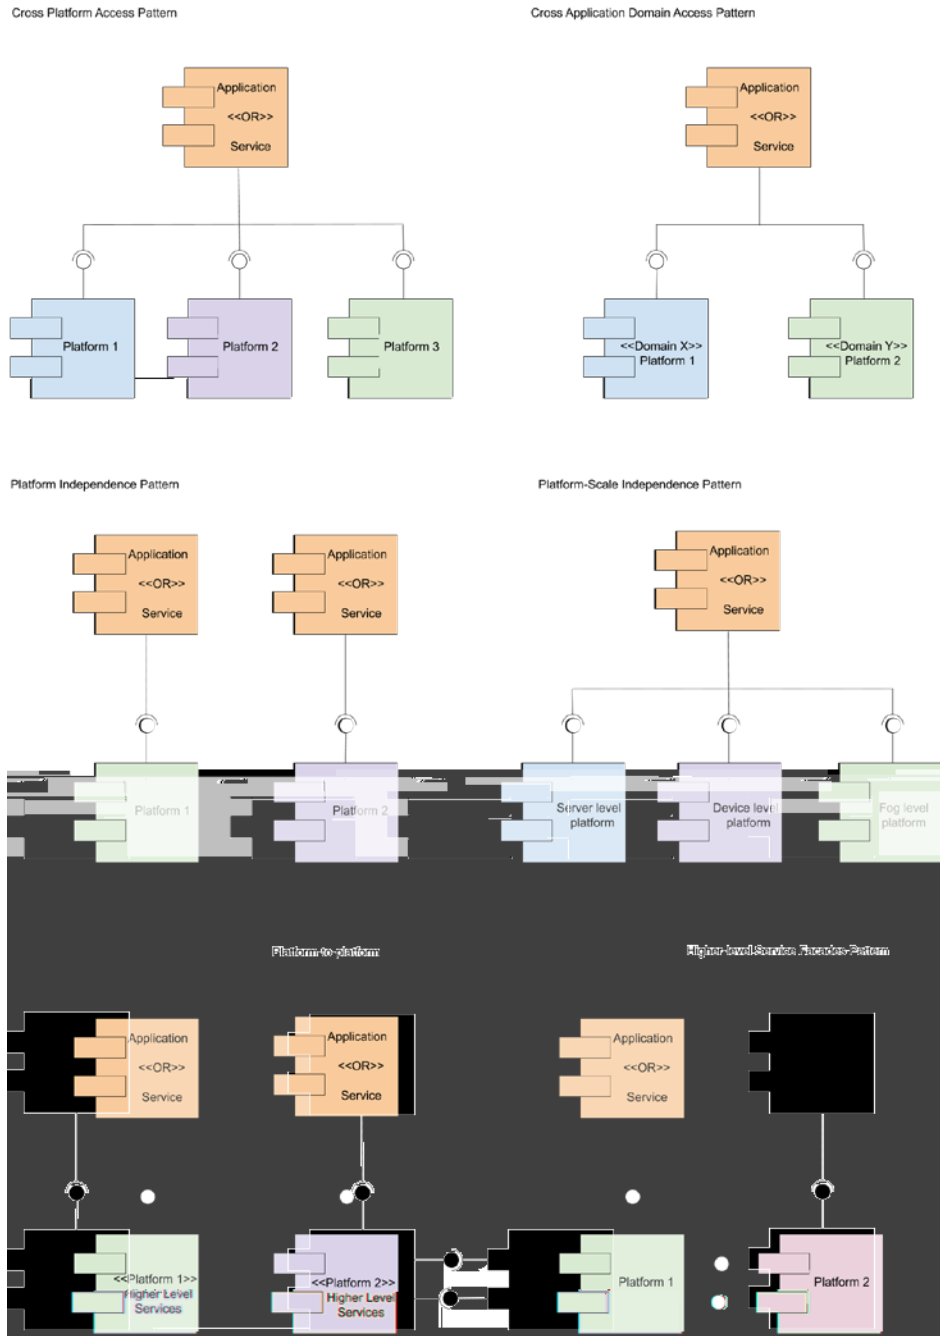 Cross Platform Access Pattern
Cross Application Domain Access Pattern
Application
<<OR>>
Service
Application
<<OR>>
Service
Platform 1
Platform 2
Platform 3
<<Domain X>>
Platform 1
<<Domain Y>>
Platform 2
Platform Independence Pattern
Platform-Scale Independence Pattern
Application
<<OR>>
Service
Application
<<OR>>
Service
Application
<<OR>>
Service
Platform 1
Platform 2
Server level
platform
Device level
platform
Fog level
platform
Platform-to-platform
Higher-level Service Facades Pattern
Application
<<OR>>
Service
Application
<<OR>>
Service
Application
<<OR>>
Service
<<Platform 1>>
Higher Level
Services
<<Platform 2>>
Higher Level
Services
Platform 1
Platform 2